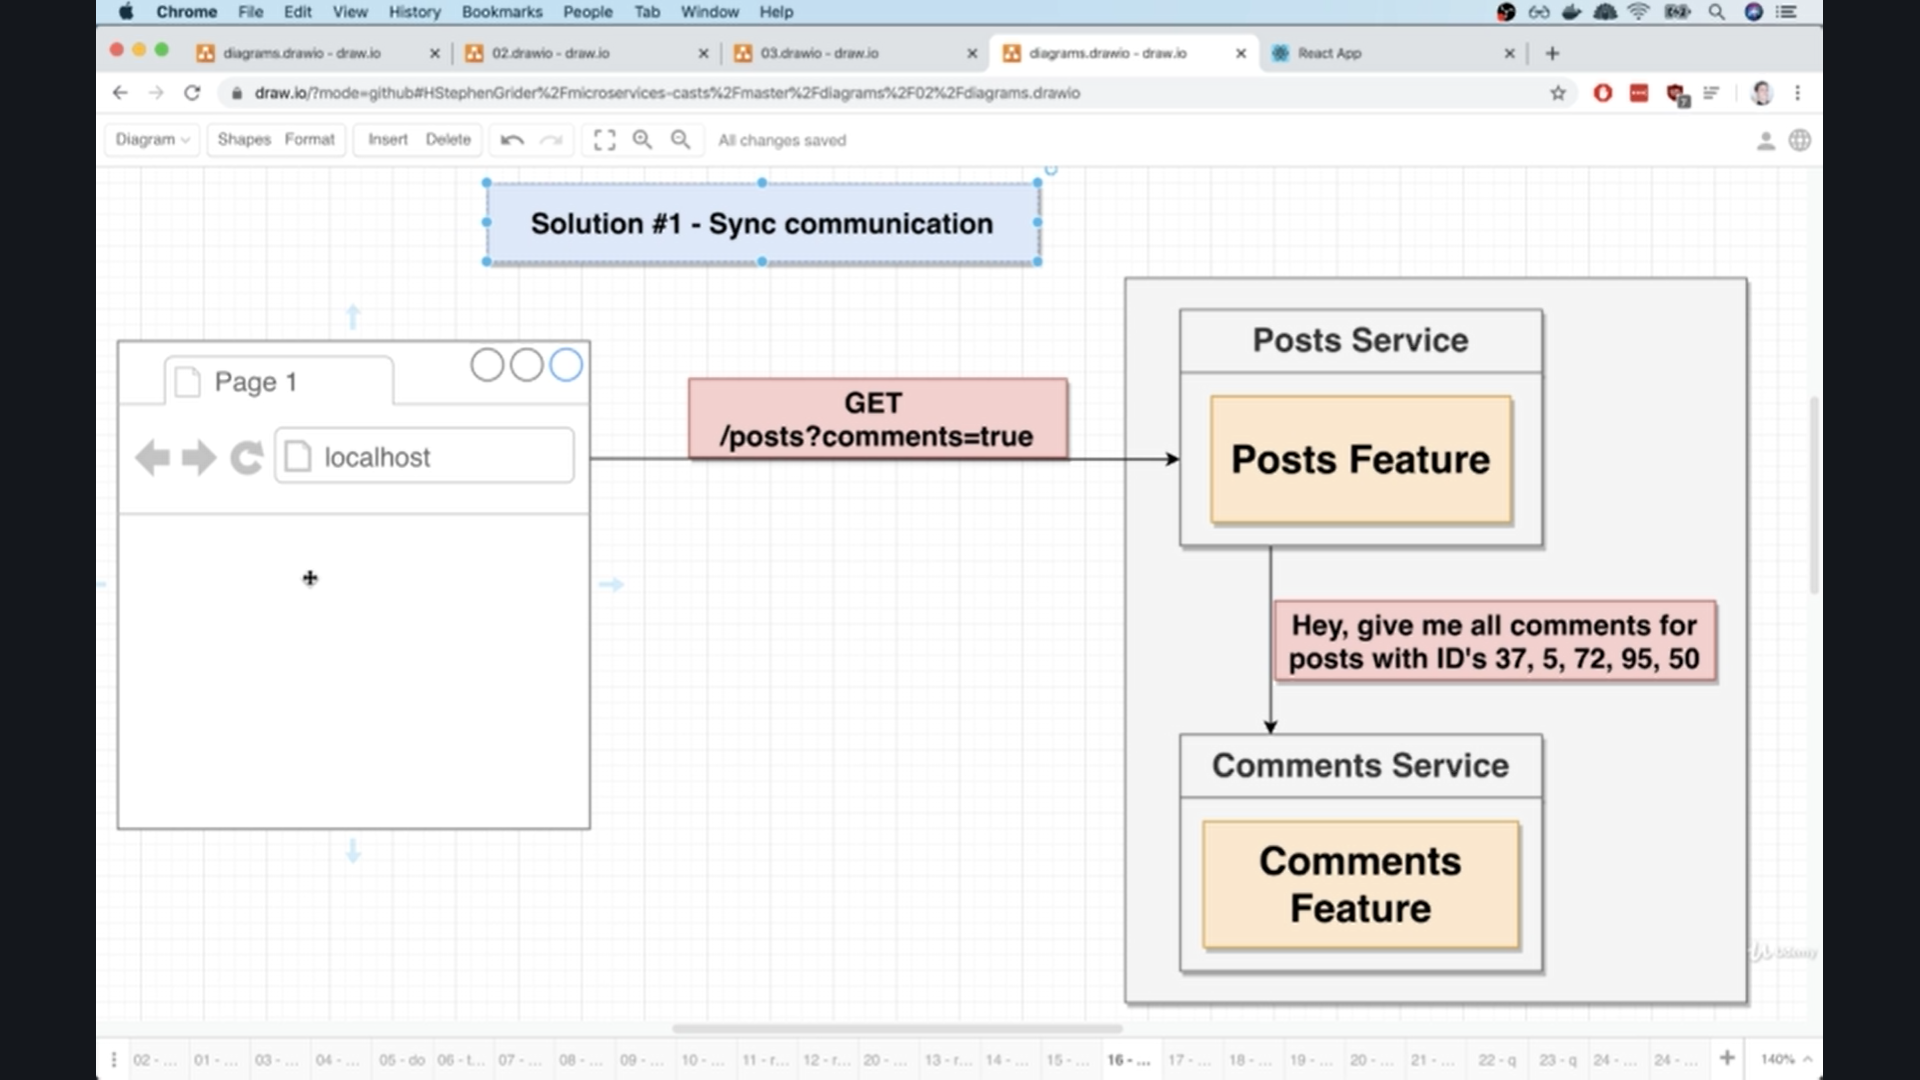 Chrome File Edit View History Bookmarks People Tab Window Help
diagrams.drawio - draw.io
02.drawio - draw.io
03.drawio - draw.io
diagrams.drawio - draw.io
React App
draw.io/?mode=github#HStephenGrider%2Fmicroservices-casts%2Fmaster%2Fdiagrams%2F02%2Fdiagrams.drawio
Diagram Shapes Format Insert Delete All changes saved
Solution #1 - Sync communication
Page 1
localhost
GET
/posts?comments=true
Posts Service
Posts Feature
Hey, give me all comments for
posts with ID's 37, 5, 72, 95, 50
Comments Service
Comments
Feature
Udemy
02 - ... 01 - ... 03 - ... 04 - ... 05 - do 06 - t... 07 - ... 08 - ... 09 - ... 10 - ... 11 - r... 12 - r... 20 - ... 13 - r... 14 - ... 15 - ... 16 - ... 17 - ... 18 - ... 19 - ... 20 - ... 21 - ... 22 - q 23 - q 24 - ... 24 - ... 140%